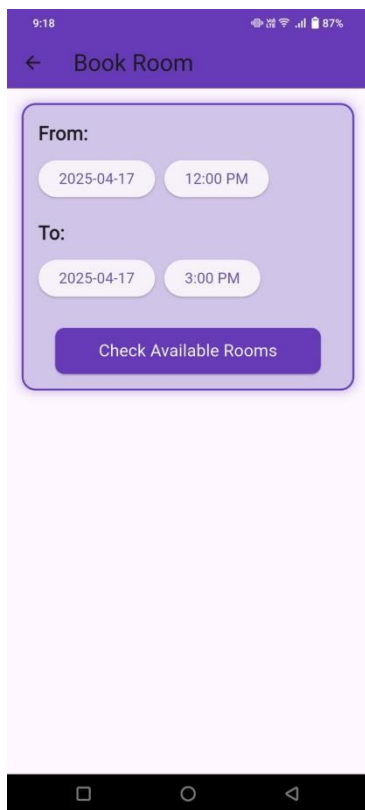 9:18 87%
Book Room
From:
2025-04-17 12:00 PM
To:
2025-04-17 3:00 PM
Check Available Rooms